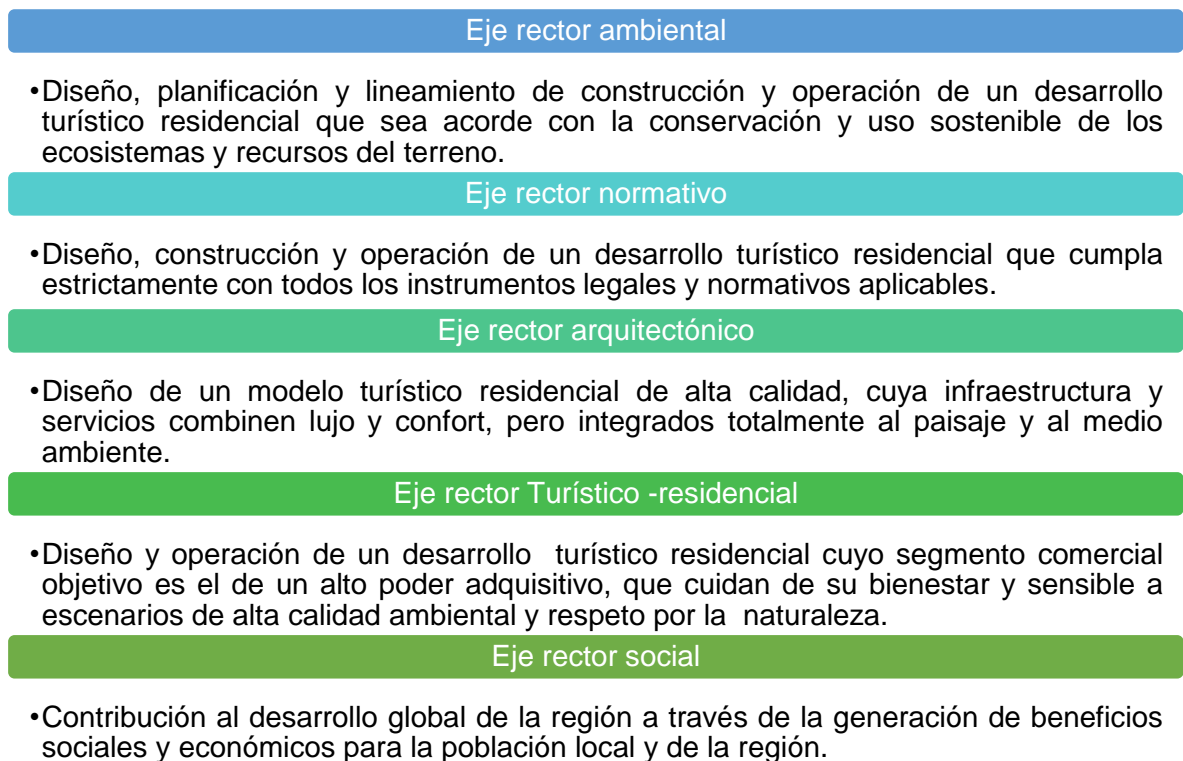 Eje rector ambiental
•Diseño, planificación y lineamiento de construcción y operación de un desarrollo
turístico residencial que sea acorde con la conservación y uso sostenible de los
ecosistemas y recursos del terreno.
Eje rector normativo
•Diseño, construcción y operación de un desarrollo turístico residencial que cumpla
estrictamente con todos los instrumentos legales y normativos aplicables.
Eje rector arquitectónico
•Diseño de un modelo turístico residencial de alta calidad, cuya infraestructura y
servicios combinen lujo y confort, pero integrados totalmente al paisaje y al medio
ambiente.
Eje rector Turístico -residencial
•Diseño y operación de un desarrollo turístico residencial cuyo segmento comercial
objetivo es el de un alto poder adquisitivo, que cuidan de su bienestar y sensible a
escenarios de alta calidad ambiental y respeto por la naturaleza.
Eje rector social
•Contribución al desarrollo global de la región a través de la generación de beneficios
sociales y económicos para la población local y de la región.